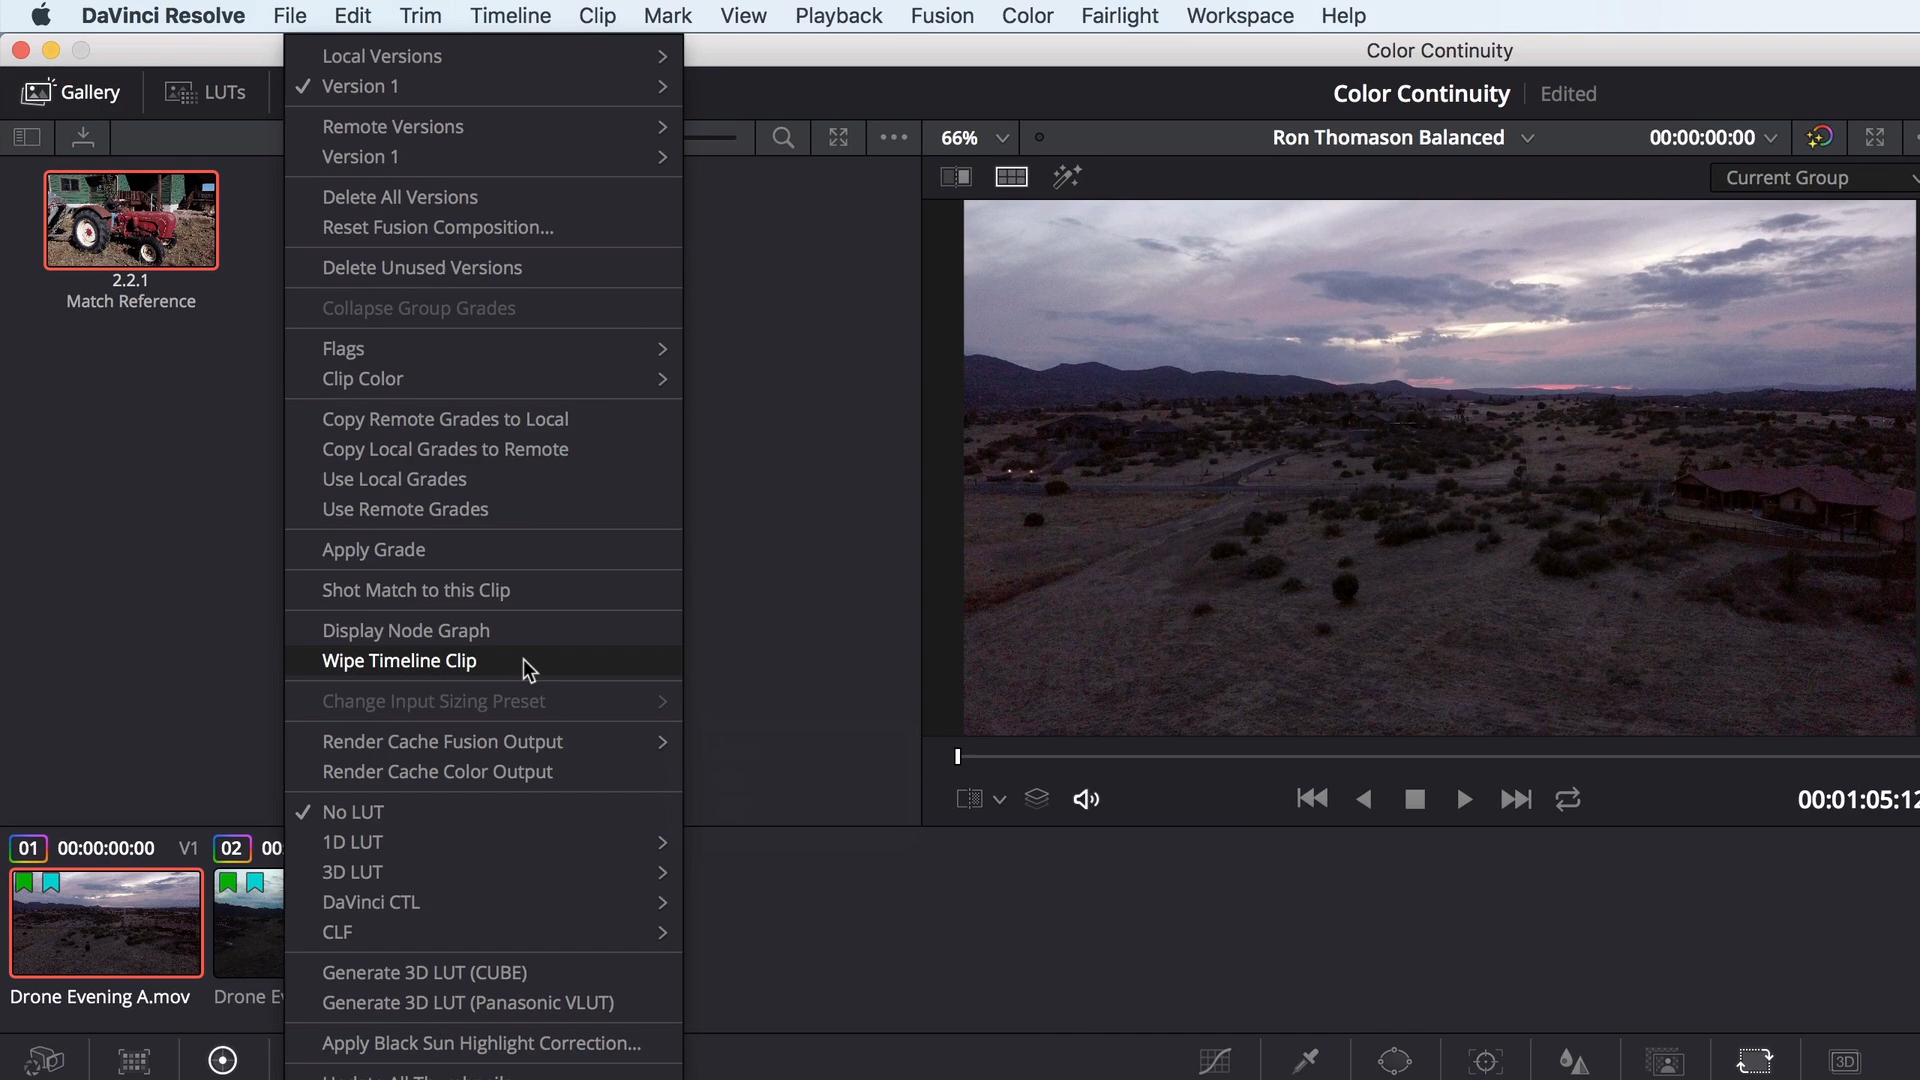 DaVinci Resolve File Edit Trim Timeline Clip Mark View Playback Fusion Color Fairlight Workspace Help
Color Continuity
Gallery LUTs
Color Continuity Edited
66% Ron Thomason Balanced 00:00:00:00
Current Group
2.2.1
Match Reference
Local Versions
Version 1
Remote Versions
Version 1
Delete All Versions
Reset Fusion Composition...
Delete Unused Versions
Collapse Group Grades
Flags
Clip Color
Copy Remote Grades to Local
Copy Local Grades to Remote
Use Local Grades
Use Remote Grades
Apply Grade
Shot Match to this Clip
Display Node Graph
Wipe Timeline Clip
Change Input Sizing Preset
Render Cache Fusion Output
Render Cache Color Output
No LUT
1D LUT
3D LUT
DaVinci CTL
CLF
Generate 3D LUT (CUBE)
Generate 3D LUT (Panasonic VLUT)
Apply Black Sun Highlight Correction...
00:01:05:12
01 00:00:00:00 V1 02 00:
Drone Evening A.mov Drone Ev
3D